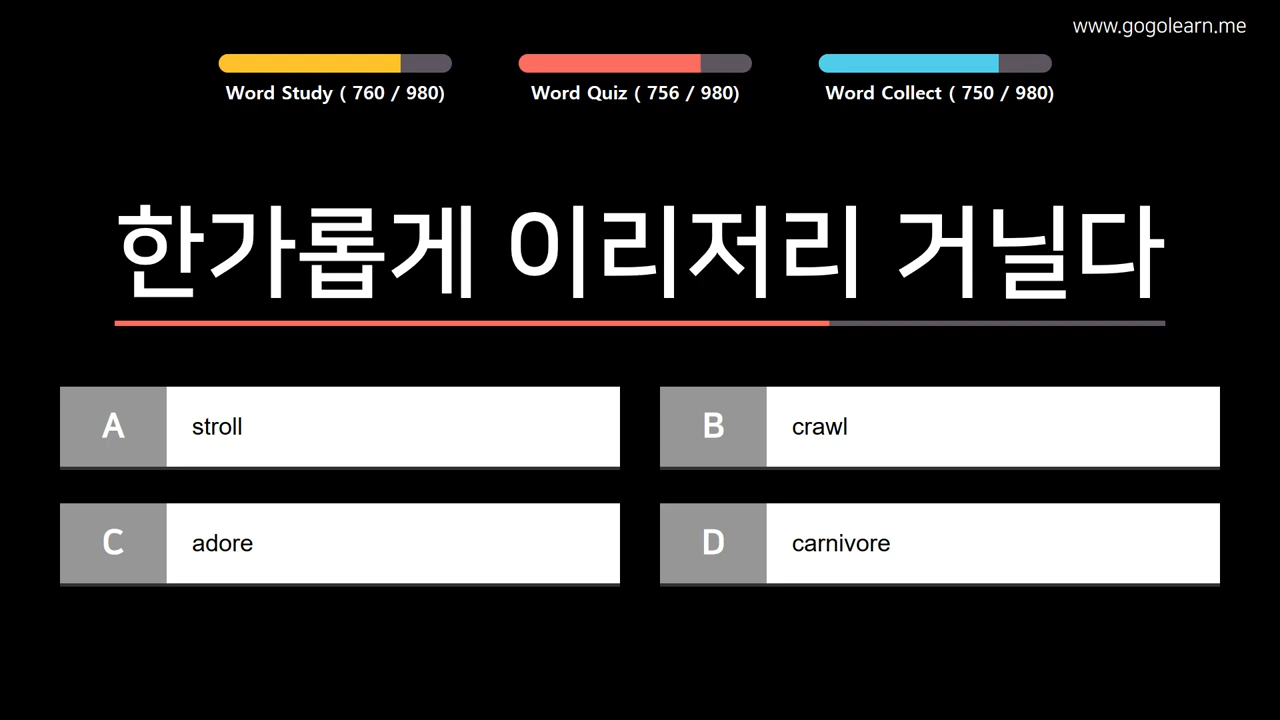 www.gogolearn.me
Word Study ( 760 / 980)
Word Quiz ( 756 / 980)
Word Collect ( 750 / 980)
한가롭게 이리저리 거닐다
A stroll
B crawl
C adore
D carnivore